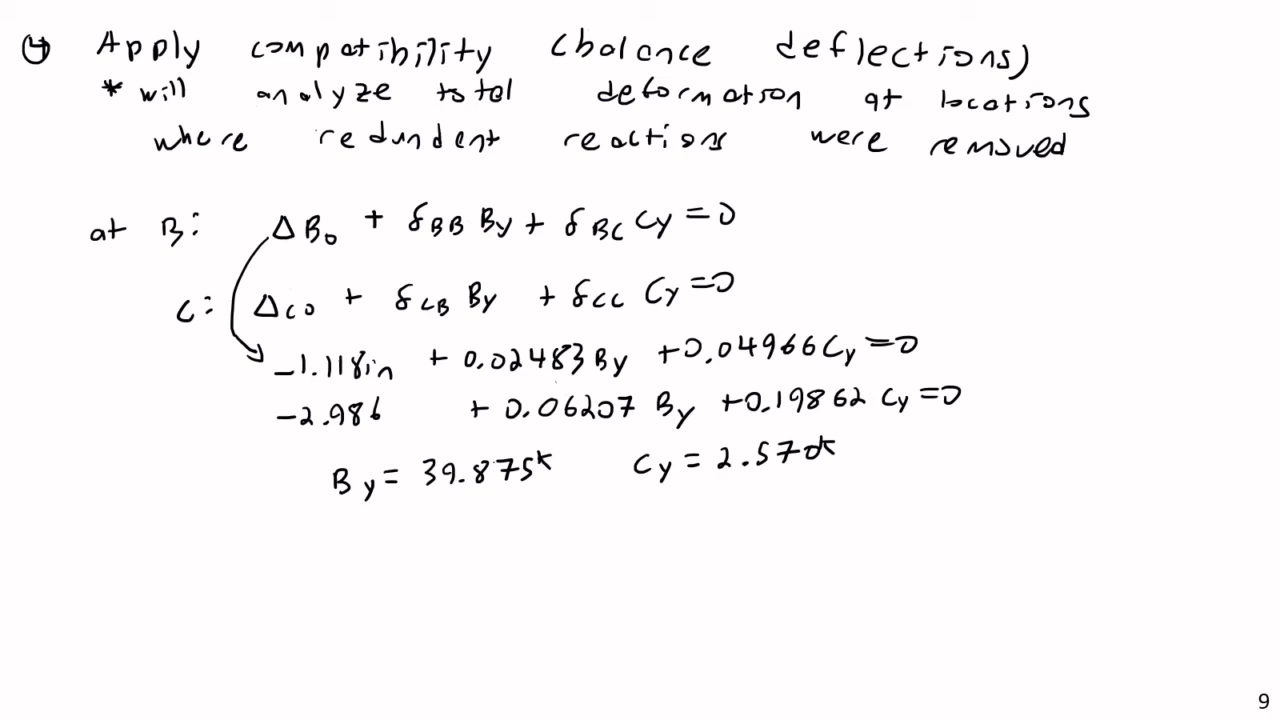 ④ Apply compatibility (balance deflections)
* will analyze total deformation at locations
where redundent reactions were removed
at B: ΔB₀ + δBB By + δBC Cy = 0
C: ΔC0 + δCB By + δCC Cy = 0
-1.118in + 0.02483 By + 0.04966 Cy = 0
-2.986 + 0.06207 By + 0.19862 Cy = 0
By = 39.875k Cy = 2.570k
9